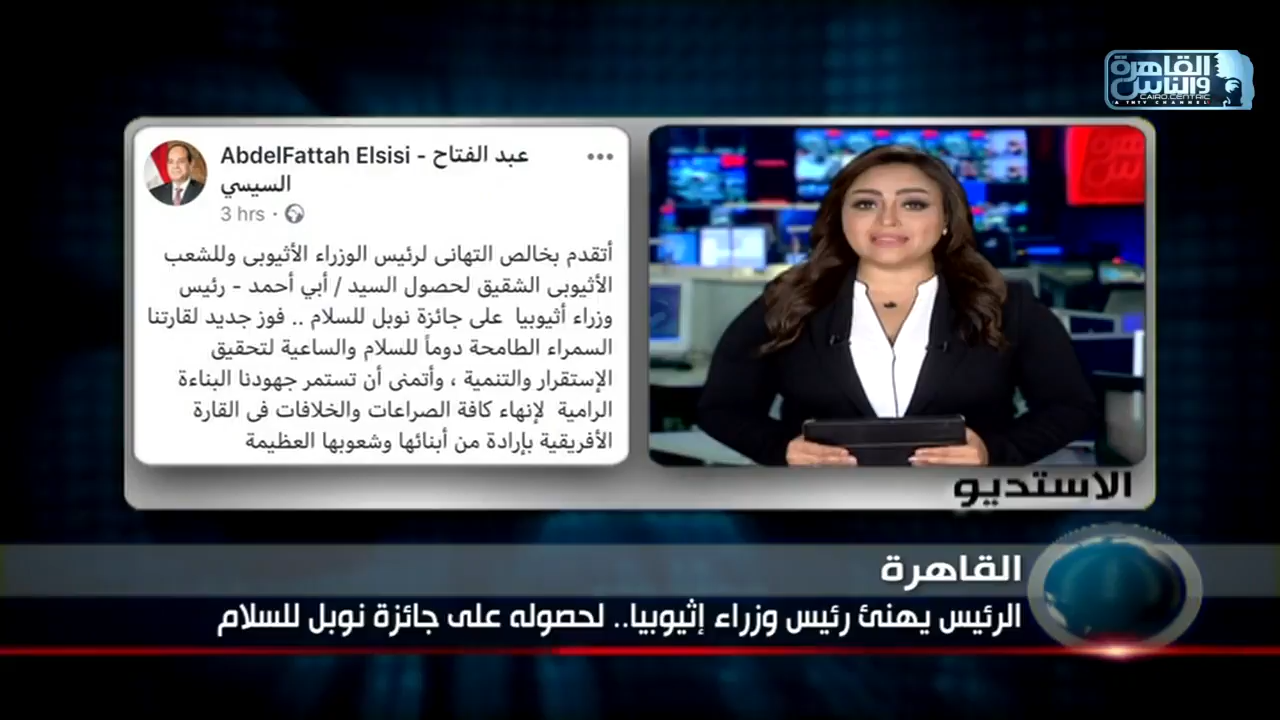 القاهرة
والناس
CAIRO.CENTRIC
A TNTV CHANNEL
AbdelFattah Elsisi - عبد الفتاح
السيسي
3 hrs ·
أتقدم بخالص التهانى لرئيس الوزراء الأثيوبى وللشعب
الأثيوبى الشقيق لحصول السيد / أبي أحمد - رئيس
وزراء أثيوبيا على جائزة نوبل للسلام .. فوز جديد لقارتنا
السمراء الطامحة دوماً للسلام والساعية لتحقيق
الإستقرار والتنمية ، وأتمنى أن تستمر جهودنا البناءة
الرامية لإنهاء كافة الصراعات والخلافات فى القارة
الأفريقية بإرادة من أبنائها وشعوبها العظيمة
الاستديو
القاهرة
الرئيس يهنئ رئيس وزراء إثيوبيا.. لحصوله على جائزة نوبل للسلام